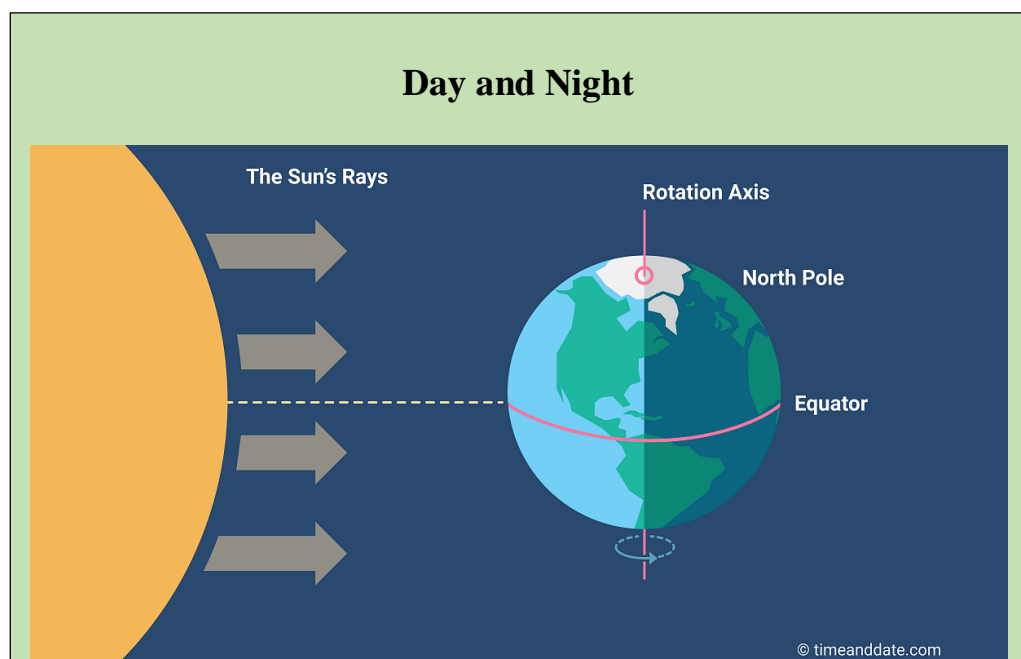 Day and Night
The Sun's Rays
Rotation Axis
North Pole
Equator
© timeanddate.com